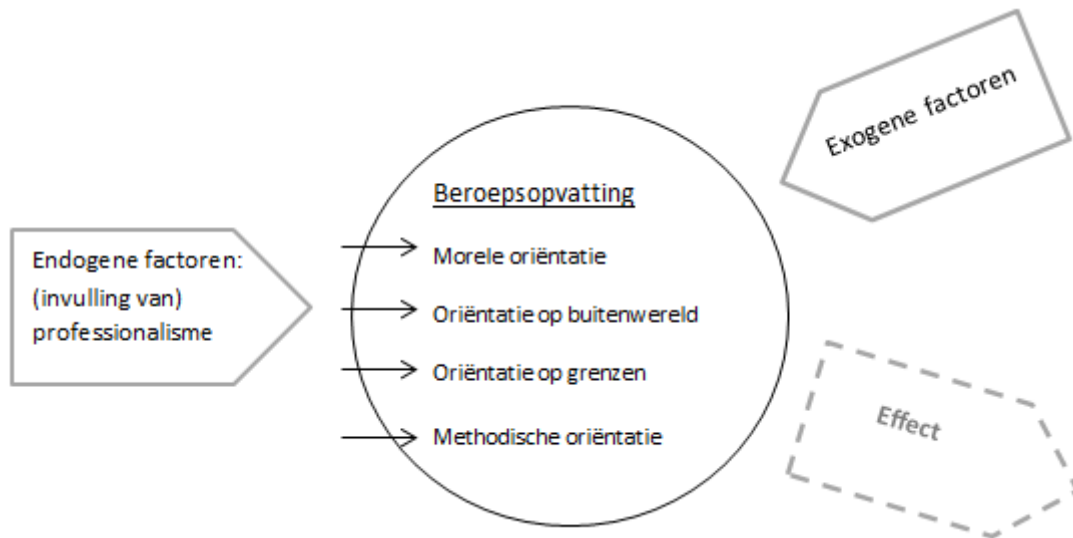 Endogene factoren:
(invulling van)
professionalisme
Beroepsopvatting
Morele oriëntatie
Oriëntatie op buitenwereld
Oriëntatie op grenzen
Methodische oriëntatie
Exogene factoren
Effect